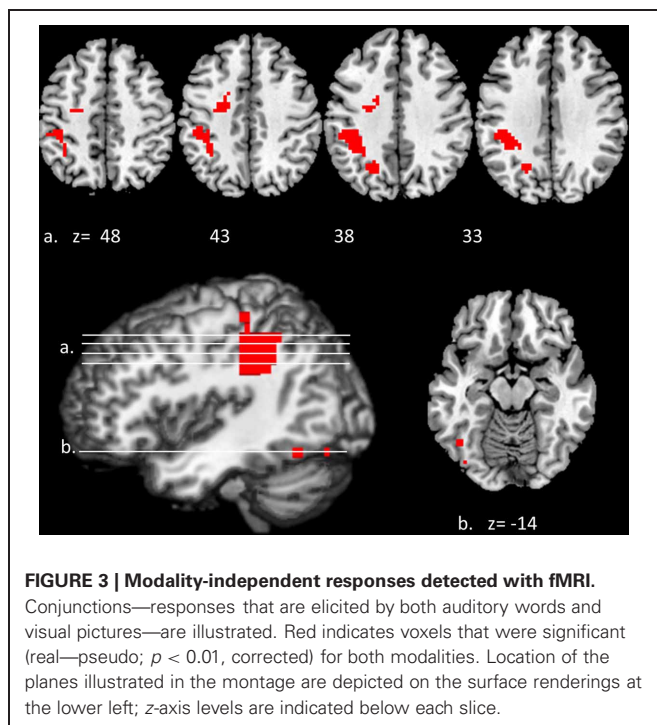 a. z= 48 43 38 33
a.
b.
b. z= -14
FIGURE 3 | Modality-independent responses detected with fMRI.
Conjunctions—responses that are elicited by both auditory words and
visual pictures—are illustrated. Red indicates voxels that were significant
(real—pseudo; p < 0.01, corrected) for both modalities. Location of the
planes illustrated in the montage are depicted on the surface renderings at
the lower left; z-axis levels are indicated below each slice.